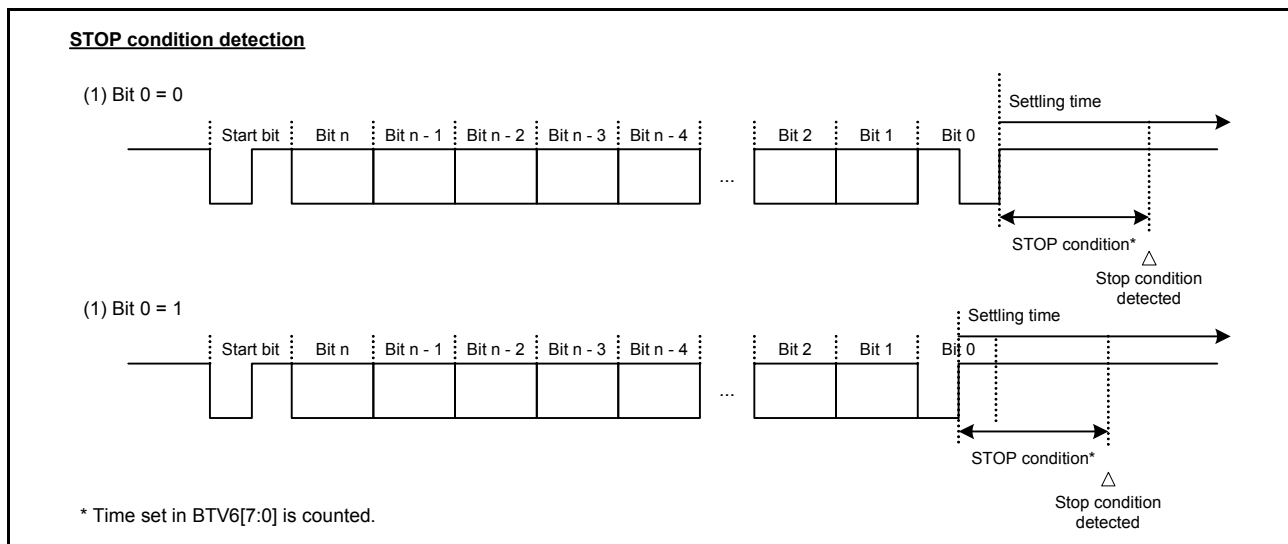 STOP condition detection
(1) Bit 0 = 0
Settling time
Start bit Bit n Bit n - 1 Bit n - 2 Bit n - 3 Bit n - 4 Bit 2 Bit 1 Bit 0
...
STOP condition*
△
Stop condition
detected
(1) Bit 0 = 1
Settling time
Start bit Bit n Bit n - 1 Bit n - 2 Bit n - 3 Bit n - 4 Bit 2 Bit 1 Bit 0
...
STOP condition*
△
Stop condition
detected
* Time set in BTV6[7:0] is counted.